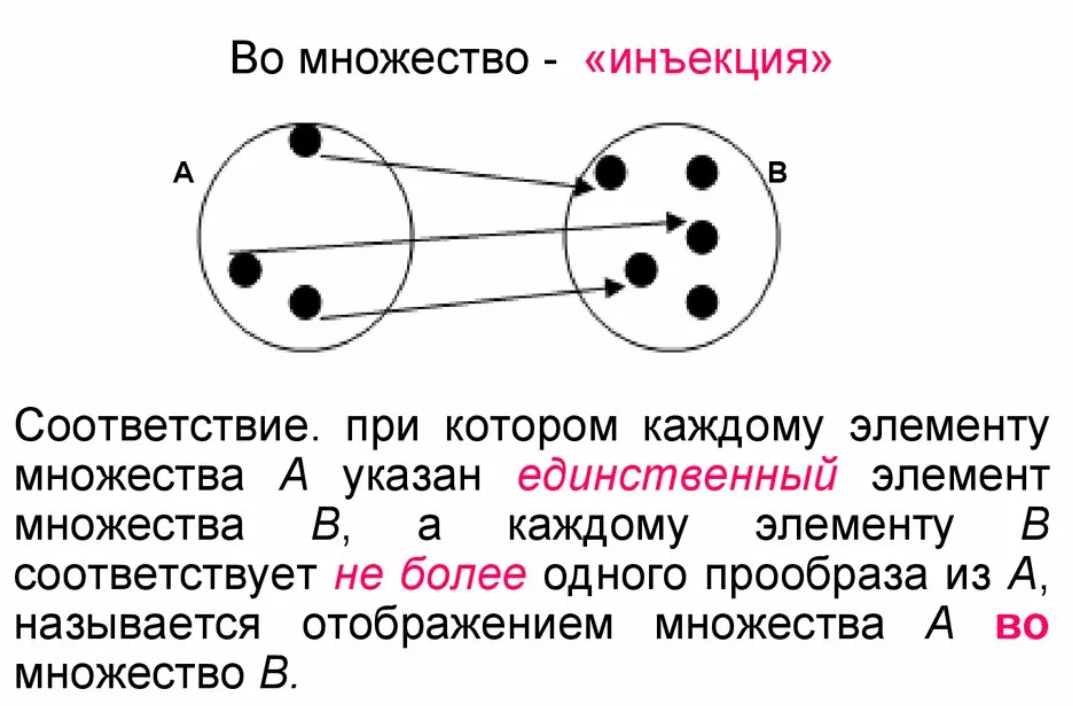 Во множество - «инъекция»
А
В
Соответствие. при котором каждому элементу
множества А указан единственный элемент
множества В, а каждому элементу В
соответствует не более одного прообраза из А,
называется отображением множества А во
множество В.